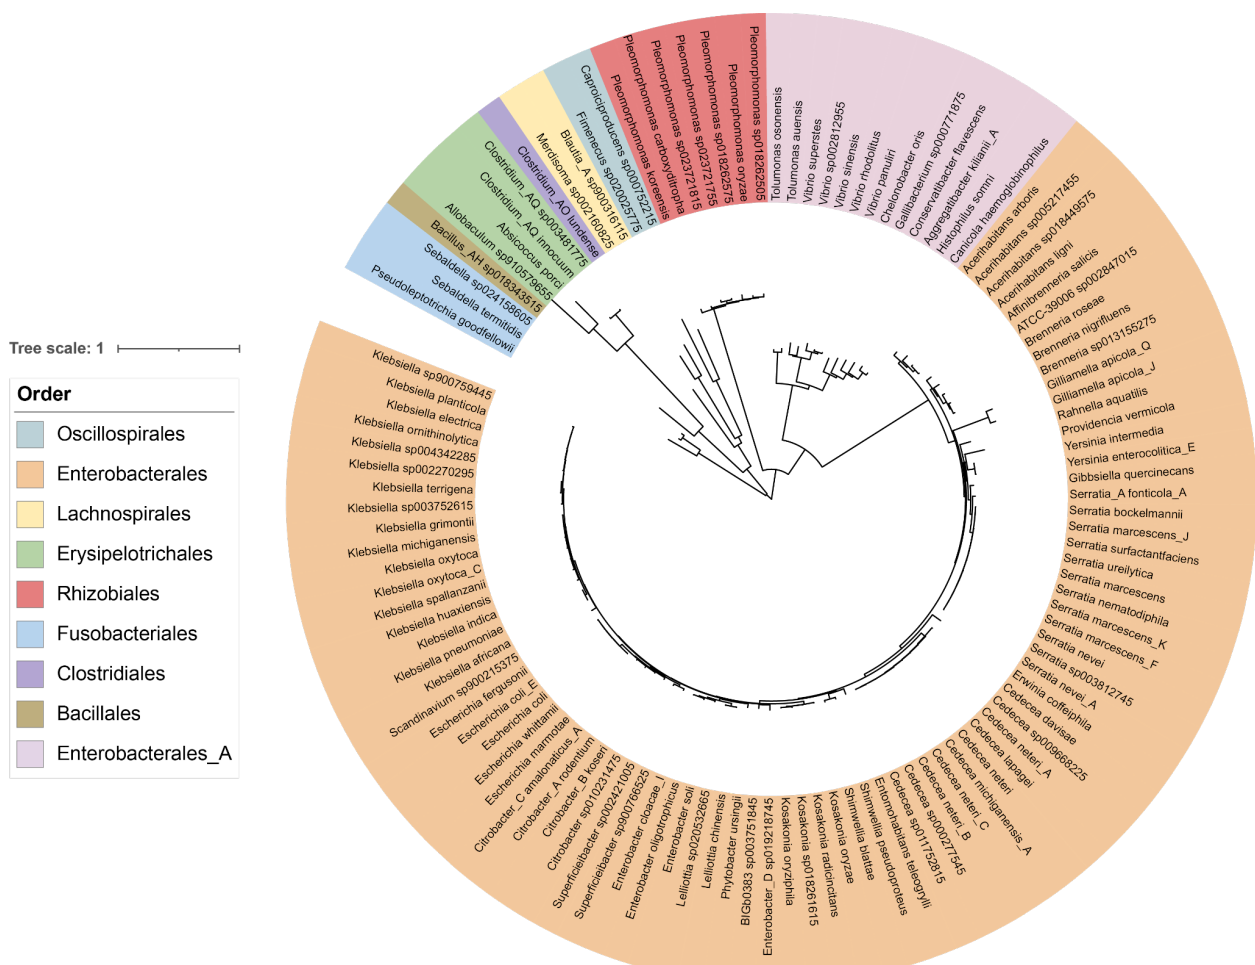 Tree scale: 1
Order
Oscillospirales
Enterobacterales
Lachnospirales
Erysipelotrichales
Rhizobiales
Fusobacteriales
Clostridiales
Bacillales
Enterobacterales_A
Pseudoleptotrichia goodfellowii
Sebaldella termitidis
Sebaldella sp024158605
Bacillus_AH sp018343515
Allobaculum sp910579655
Absicoccus porci
Clostridium_AQ innocuum
Clostridium_AQ sp003481775
Clostridium_AO lundense
Merdisoma sp002160825
Blautia_A sp900316115
Fimenecus sp020025775
Caproiciproducens sp000752215
Pleomorphomonas korensis
Pleomorphomonas carboxyditropha
Pleomorphomonas sp023721815
Pleomorphomonas sp023721755
Pleomorphomonas sp018262575
Pleomorphomonas oryzae
Pleomorphomonas sp018262505
Tolumonas osonensis
Tolumonas auensis
Vibrio superstes
Vibrio sp002812955
Vibrio sinensis
Vibrio rhodolitus
Vibrio panuliri
Chelonobacter oris
Gallibacterium sp000771875
Conservatibacter flavescens
Aggregatibacter kilianii_A
Histophilus somni
Canicola haemoglobinophilus
Acerihabitans arboris
Acerihabitans sp005217455
Acerihabitans sp018449575
Acerihabitans ligni
Affinibrenneria salicis
ATCC-39006 sp002847015
Brenneria roseae
Brenneria nigrifluens
Brenneria sp013155275
Gilliamella apicola_Q
Gilliamella apicola_J
Rahnella aquatilis
Providencia vermicola
Yersinia intermedia
Yersinia enterocolitica_E
Gibbsiella quercinecans
Serratia_A fonticola_A
Serratia bockelmannii
Serratia marcescens_J
Serratia surfactantfaciens
Serratia ureilytica
Serratia marcescens
Serratia nematodiphila
Serratia marcescens_K
Serratia marcescens_F
Serratia nevei
Serratia sp003812745
Serratia nevei_A
Erwinia coffeiphila
Cedecea davisae
Cedecea sp009668225
Cedecea neteri_A
Cedecea lapagei
Cedecea neteri
Cedecea michiganensis_A
Cedecea neteri_C
Cedecea neteri_B
Cedecea sp000277545
Cedecea sp011752815
Entomohabitans teleogrylli
Shimwellia pseudoproteus
Shimwellia blattae
Kosakonia oryzae
Kosakonia radicincitans
Kosakonia sp018261615
Kosakonia oryziphila
Enterobacter_D sp019218745
BIGb0383 sp003751845
Phytobacter ursingii
Lelliottia chinensis
Lelliottia sp020532665
Enterobacter soli
Enterobacter oligotrophicus
Enterobacter cloacae_I
Superficieibacter sp900766525
Superficieibacter sp002421005
Citrobacter sp010231475
Citrobacter_B koseri
Citrobacter_A rodentium
Citrobacter_C amalonaticus_A
Escherichia marmotae
Escherichia whittamii
Escherichia coli
Escherichia coli_E
Escherichia fergusonii
Scandinavium sp900215375
Klebsiella africana
Klebsiella pneumoniae
Klebsiella indica
Klebsiella huaxiensis
Klebsiella spallanzanii
Klebsiella oxytoca_C
Klebsiella oxytoca
Klebsiella michiganensis
Klebsiella grimontii
Klebsiella sp003752615
Klebsiella terrigena
Klebsiella sp002270295
Klebsiella sp004342285
Klebsiella ornithinolytica
Klebsiella electrica
Klebsiella planticola
Klebsiella sp900759445